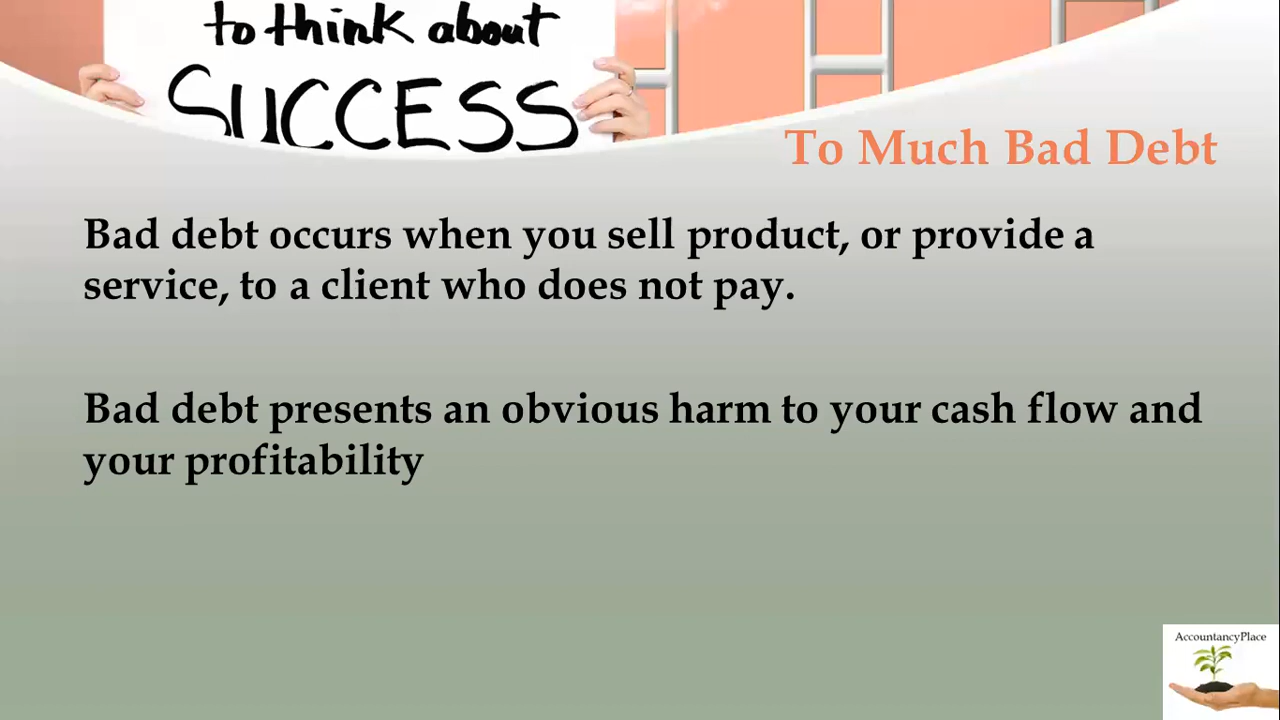 to think about
SUCCESS
To Much Bad Debt
Bad debt occurs when you sell product, or provide a
service, to a client who does not pay.
Bad debt presents an obvious harm to your cash flow and
your profitability
AccountancyPlace